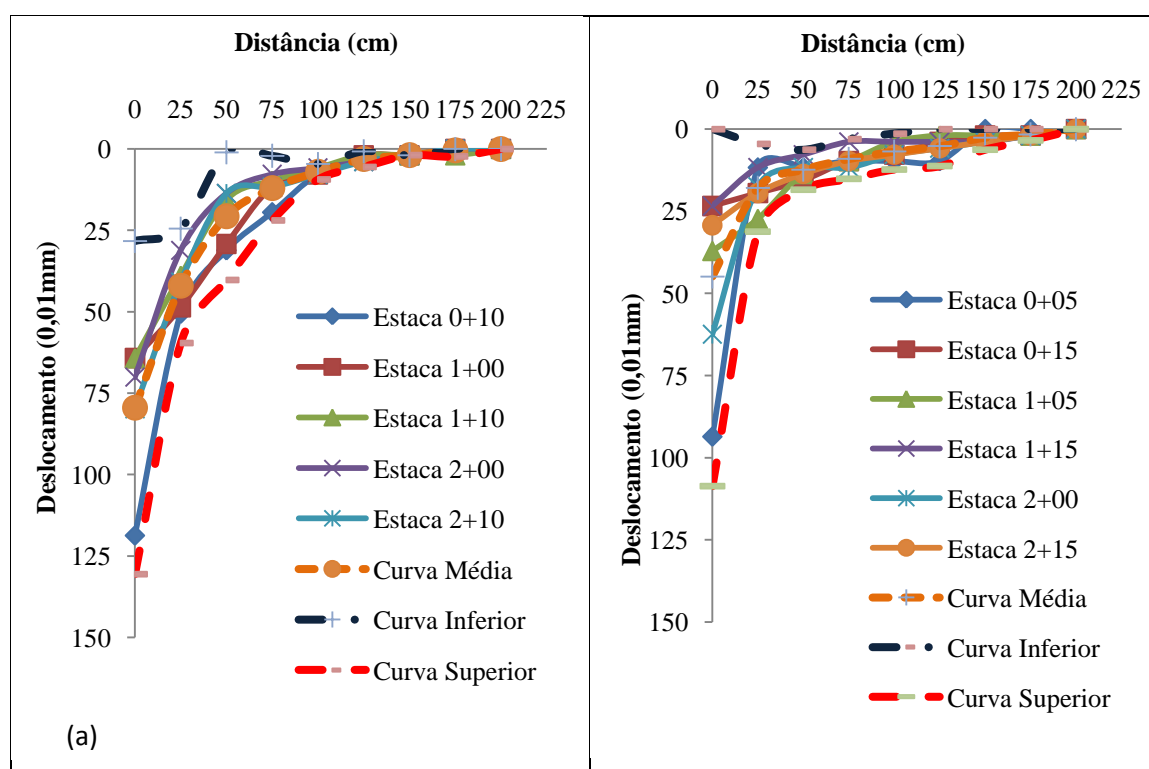 Distância (cm)
0 25 50 75 100 125 150 175 200 225
0
25
50
75
100
125
150
Deslocamento (0,01mm)
Estaca 0+10
Estaca 1+00
Estaca 1+10
Estaca 2+00
Estaca 2+10
Curva Média
Curva Inferior
Curva Superior
(a)
Distância (cm)
0 25 50 75 100 125 150 175 200 225
0
25
50
75
100
125
150
Deslocamento (0,01mm)
Estaca 0+05
Estaca 0+15
Estaca 1+05
Estaca 1+15
Estaca 2+00
Estaca 2+15
Curva Média
Curva Inferior
Curva Superior